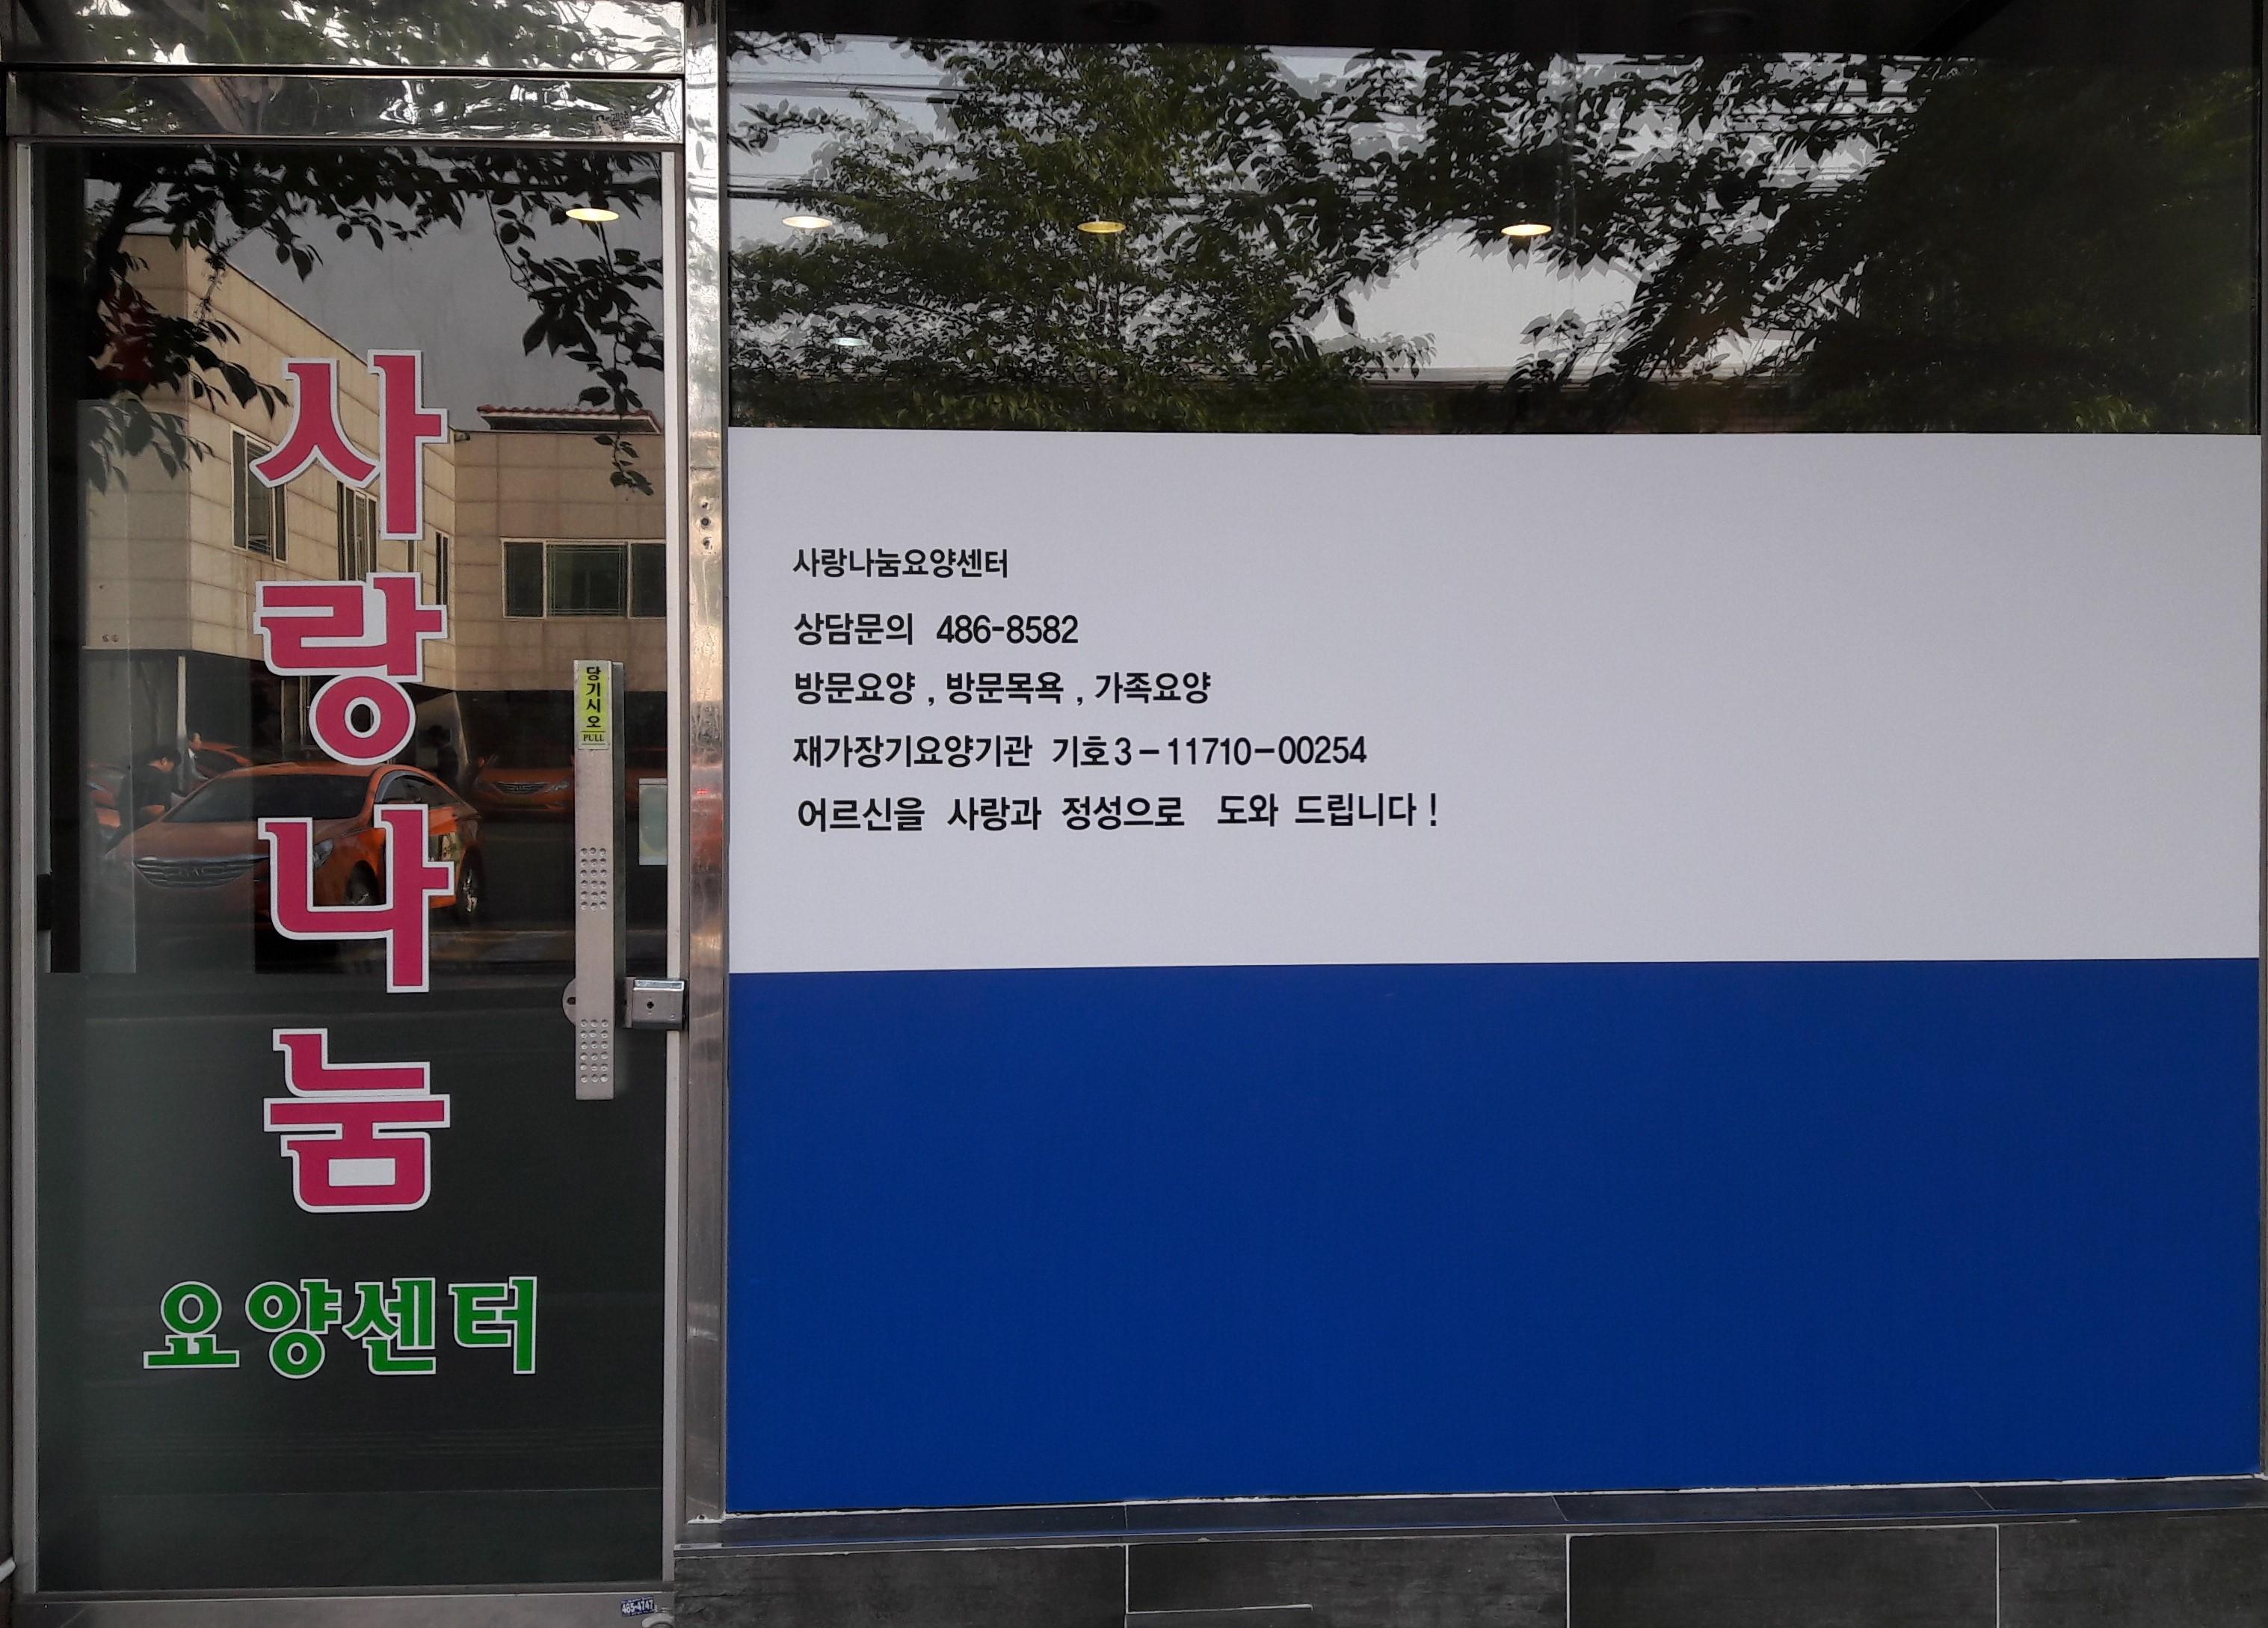 사
랑
나
눔
요양센터
당
기
시
오
PULL
사랑나눔요양센터
상담문의 486-8582
방문요양 , 방문목욕 , 가족요양
재가장기요양기관 기호3-11710-00254
어르신을 사랑과 정성으로 도와 드립니다!
485-4747